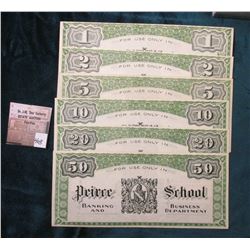 1 1
FOR USE ONLY IN
2 2
FOR USE ONLY IN
5 5
FOR USE ONLY IN
10 10
FOR USE ONLY IN
20 20
FOR USE ONLY IN
50 50
Peirce School
BANKING AND BUSINESS DEPARTMENT